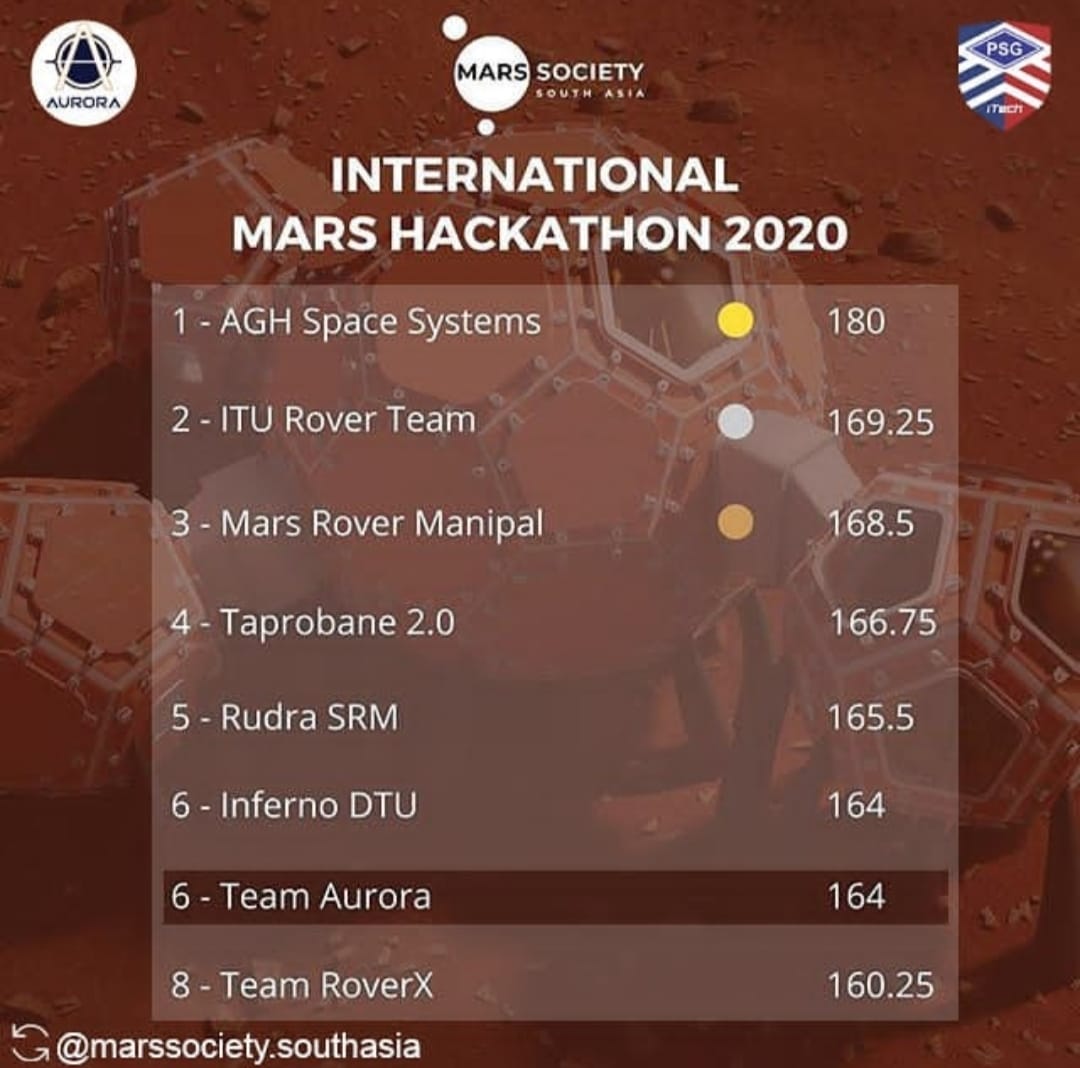 AURORA
MARS SOCIETY
SOUTH ASIA
PSG
iTech
INTERNATIONAL
MARS HACKATHON 2020
1 - AGH Space Systems 180
2 - ITU Rover Team 169.25
3 - Mars Rover Manipal 168.5
4 - Taprobane 2.0 166.75
5 - Rudra SRM 165.5
6 - Inferno DTU 164
6 - Team Aurora 164
8 - Team RoverX 160.25
@marssociety.southasia